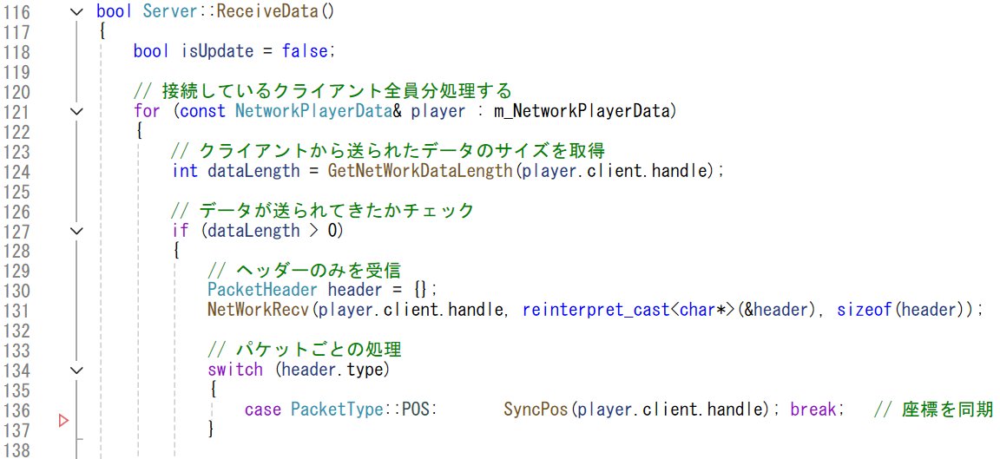 116 bool Server::ReceiveData()
117 {
118 bool isUpdate = false;
119
120 // 接続しているクライアント全員分処理する
121 for (const NetworkPlayerData& player : m_NetworkPlayerData)
122 {
123 // クライアントから送られたデータのサイズを取得
124 int dataLength = GetNetWorkDataLength(player.client.handle);
125
126 // データが送られてきたかチェック
127 if (dataLength > 0)
128 {
129 // ヘッダーのみを受信
130 PacketHeader header = {};
131 NetWorkRecv(player.client.handle, reinterpret_cast<char*>(&header), sizeof(header));
132
133 // パケットごとの処理
134 switch (header.type)
135 {
136 case PacketType::POS: SyncPos(player.client.handle); break; // 座標を同期
137 }
138